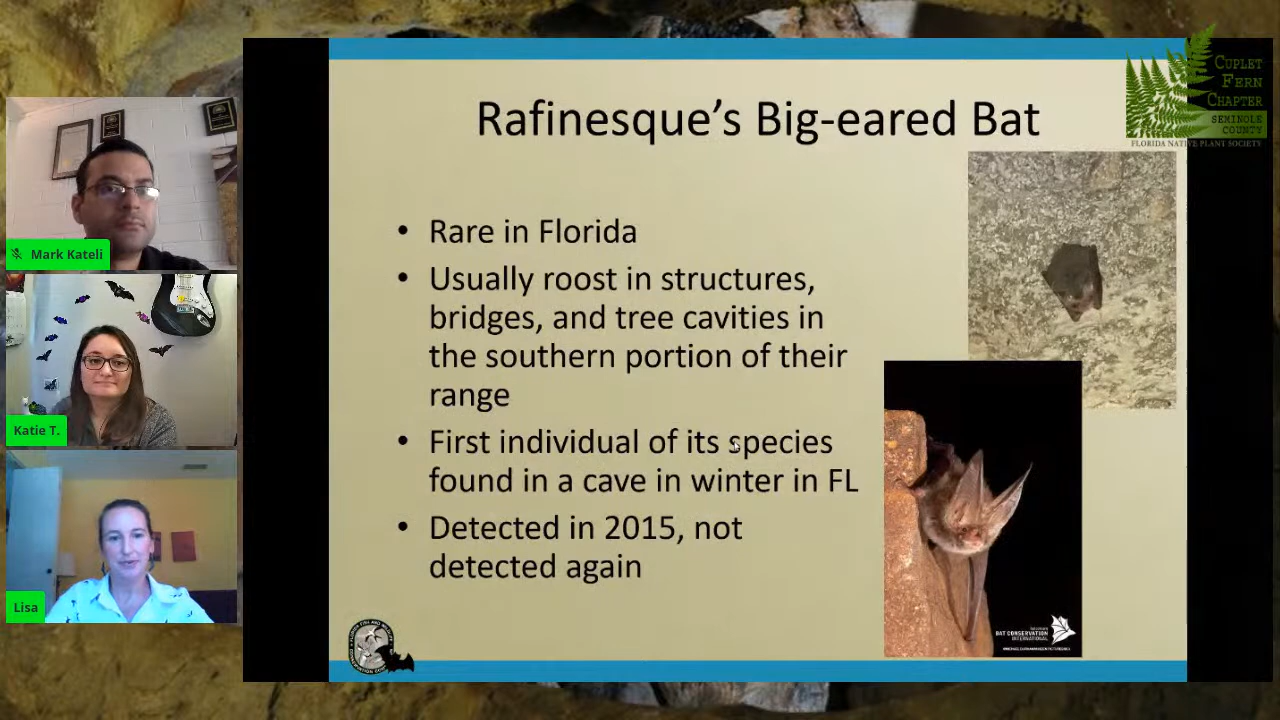 Rafinesque's Big-eared Bat
• Rare in Florida
• Usually roost in structures,
bridges, and tree cavities in
the southern portion of their
range
• First individual of its species
found in a cave in winter in FL
• Detected in 2015, not
detected again
CUPLET
FERN
CHAPTER
SEMINOLE
COUNTY
FLORIDA NATIVE PLANT SOCIETY
Mark Kateli
Katie T.
Lisa
BAT CONSERVATION
INTERNATIONAL